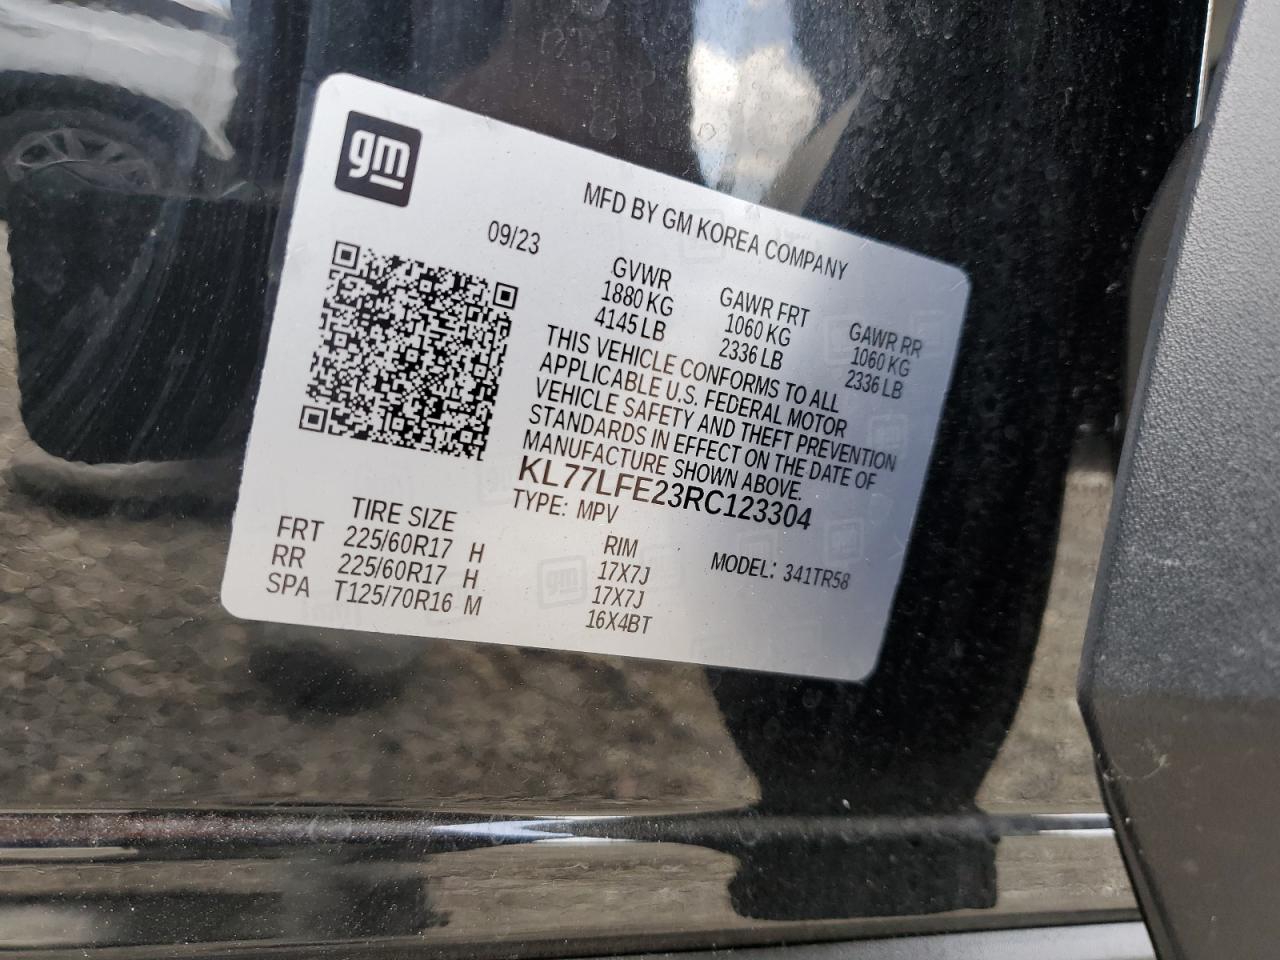 gm
MFD BY GM KOREA COMPANY
09/23
GVWR GAWR FRT GAWR RR
1880 KG 1060 KG 1060 KG
4145 LB 2336 LB 2336 LB
THIS VEHICLE CONFORMS TO ALL
APPLICABLE U.S. FEDERAL MOTOR
VEHICLE SAFETY AND THEFT PREVENTION
STANDARDS IN EFFECT ON THE DATE OF
MANUFACTURE SHOWN ABOVE.
KL77LFE23RC123304
TYPE: MPV MODEL: 341TR58
TIRE SIZE RIM
FRT 225/60R17 H 17X7J
RR 225/60R17 H 17X7J
SPA T125/70R16 M 16X4BT